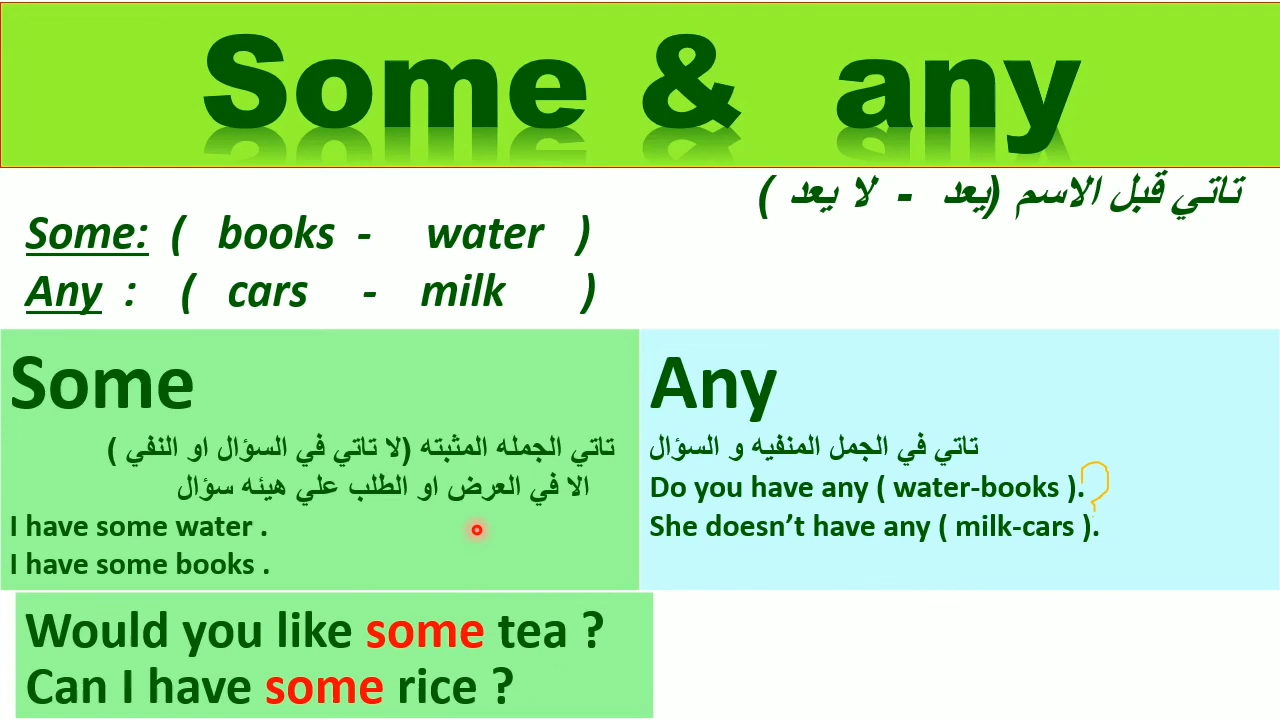 Some & any
تاتي قبل الاسم (يعد - لا يعد )
Some: ( books - water )
Any : ( cars - milk )
Some
تاتي الجمله المثبته (لا تاتي في السؤال او النفي )
الا في العرض او الطلب علي هيئه سؤال
I have some water .
I have some books .
Any
تاتي في الجمل المنفيه و السؤال
Do you have any ( water-books ). ?
She doesn’t have any ( milk-cars ).
Would you like some tea ?
Can I have some rice ?